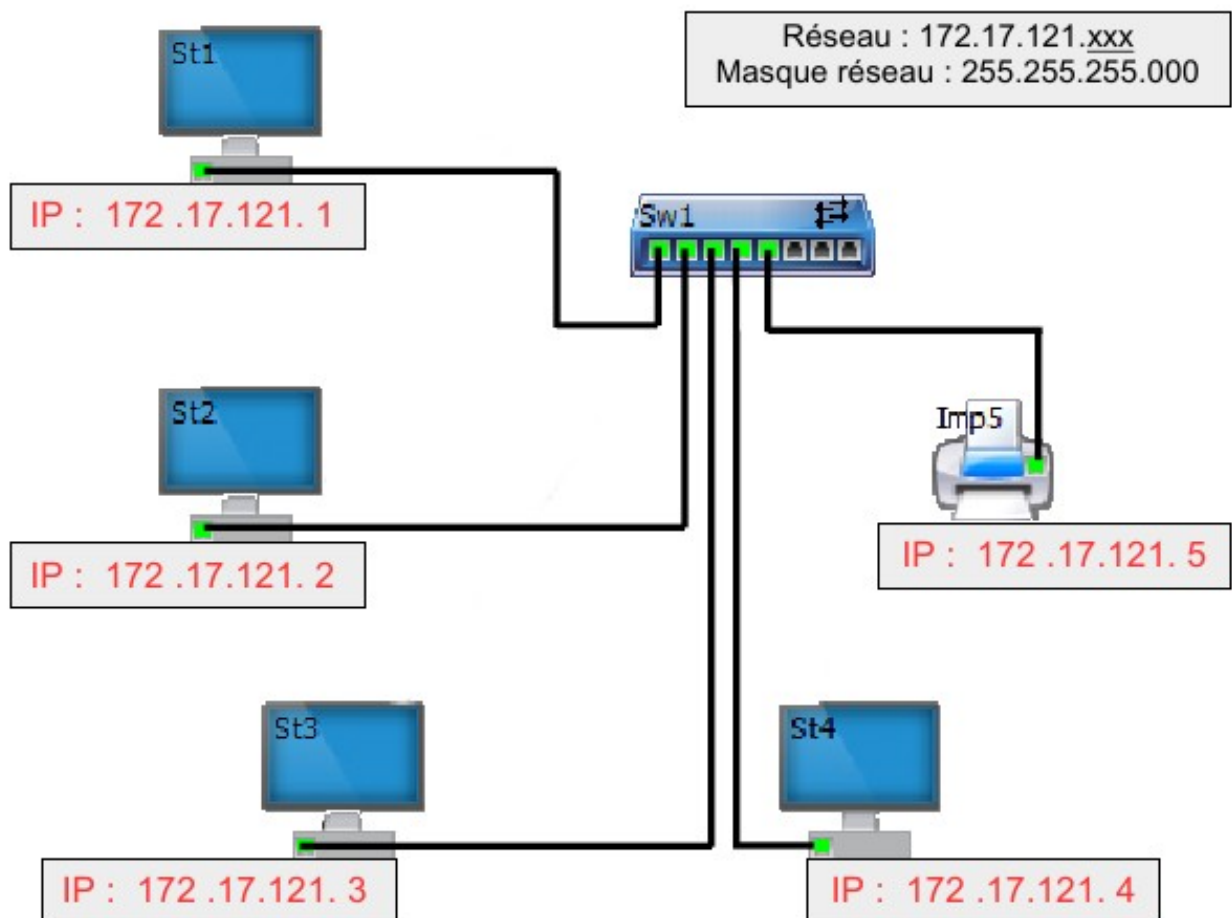 St1
Réseau : 172.17.121.xxx
Masque réseau : 255.255.255.000
IP : 172 .17.121. 1
Sw1
St2
Imp5
IP : 172 .17.121. 2
IP : 172 .17.121. 5
St3
St4
IP : 172 .17.121. 3
IP : 172 .17.121. 4